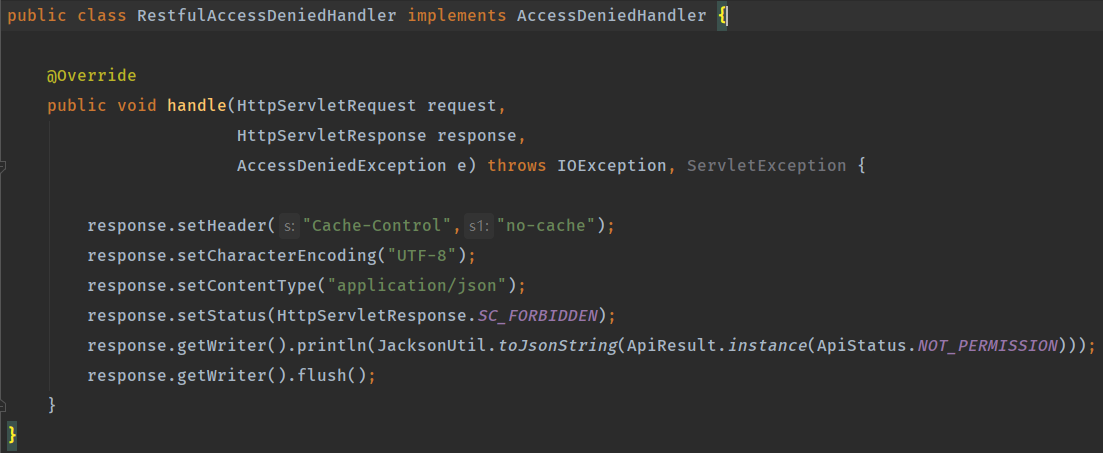 public class RestfulAccessDeniedHandler implements AccessDeniedHandler {
@Override
public void handle(HttpServletRequest request,
HttpServletResponse response,
AccessDeniedException e) throws IOException, ServletException {
response.setHeader( s: "Cache-Control", s1: "no-cache");
response.setCharacterEncoding("UTF-8");
response.setContentType("application/json");
response.setStatus(HttpServletResponse.SC_FORBIDDEN);
response.getWriter().println(JacksonUtil.toJsonString(ApiResult.instance(ApiStatus.NOT_PERMISSION)));
response.getWriter().flush();
}
}